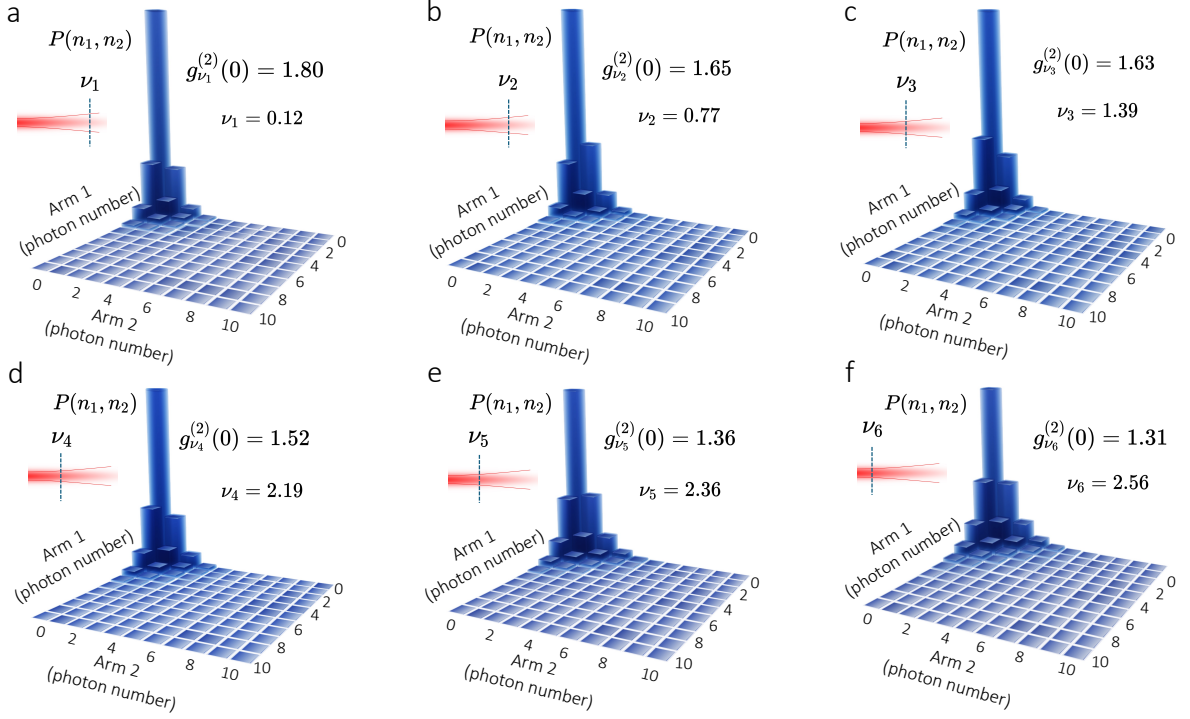 a
P(n₁, n₂)
ν₁
g_{ν₁}^{(2)}(0) = 1.80
ν₁ = 0.12
Arm 1
(photon number)
0
2
4
6
8
10
0
2
4
6
8
10
Arm 2
(photon number)
b
P(n₁, n₂)
ν₂
g_{ν₂}^{(2)}(0) = 1.65
ν₂ = 0.77
Arm 1
(photon number)
0
2
4
6
8
10
0
2
4
6
8
10
Arm 2
(photon number)
c
P(n₁, n₂)
ν₃
g_{ν₃}^{(2)}(0) = 1.63
ν₃ = 1.39
Arm 1
(photon number)
0
2
4
6
8
10
0
2
4
6
8
10
Arm 2
(photon number)
d
P(n₁, n₂)
ν₄
g_{ν₄}^{(2)}(0) = 1.52
ν₄ = 2.19
Arm 1
(photon number)
0
2
4
6
8
10
0
2
4
6
8
10
Arm 2
(photon number)
e
P(n₁, n₂)
ν₅
g_{ν₅}^{(2)}(0) = 1.36
ν₅ = 2.36
Arm 1
(photon number)
0
2
4
6
8
10
0
2
4
6
8
10
Arm 2
(photon number)
f
P(n₁, n₂)
ν₆
g_{ν₆}^{(2)}(0) = 1.31
ν₆ = 2.56
Arm 1
(photon number)
0
2
4
6
8
10
0
2
4
6
8
10
Arm 2
(photon number)